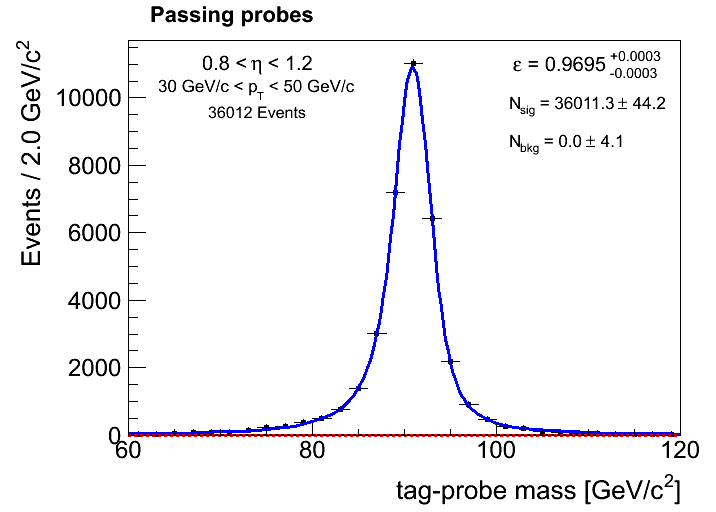 Passing probes
Events / 2.0 GeV/c²
0.8 < η < 1.2
30 GeV/c < p_T < 50 GeV/c
36012 Events
ε = 0.9695 +0.0003 -0.0003
N_sig = 36011.3 ± 44.2
N_bkg = 0.0 ± 4.1
10000
8000
6000
4000
2000
0
60 80 100 120
tag-probe mass [GeV/c²]